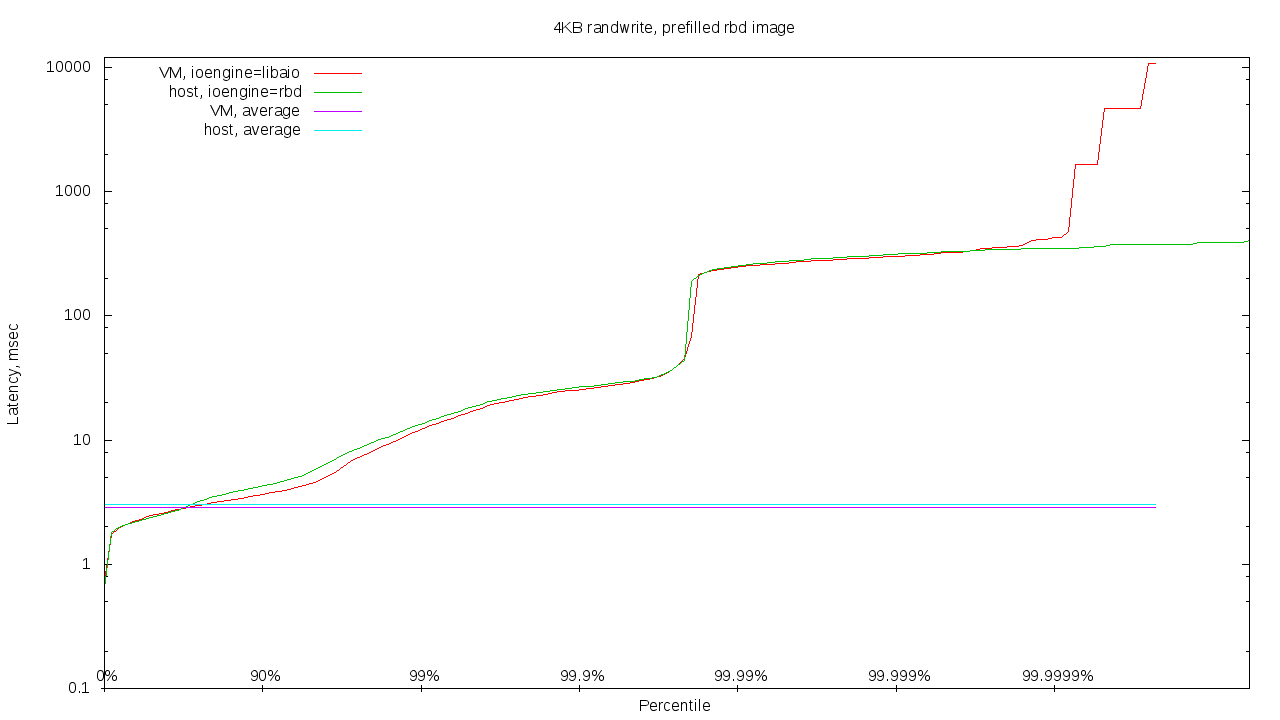 4KB randwrite, prefilled rbd image
VM, ioengine=libaio
host, ioengine=rbd
VM, average
host, average
10000
1000
100
10
1
0.1
Latency, msec
0%
90%
99%
99.9%
99.99%
99.999%
99.9999%
Percentile